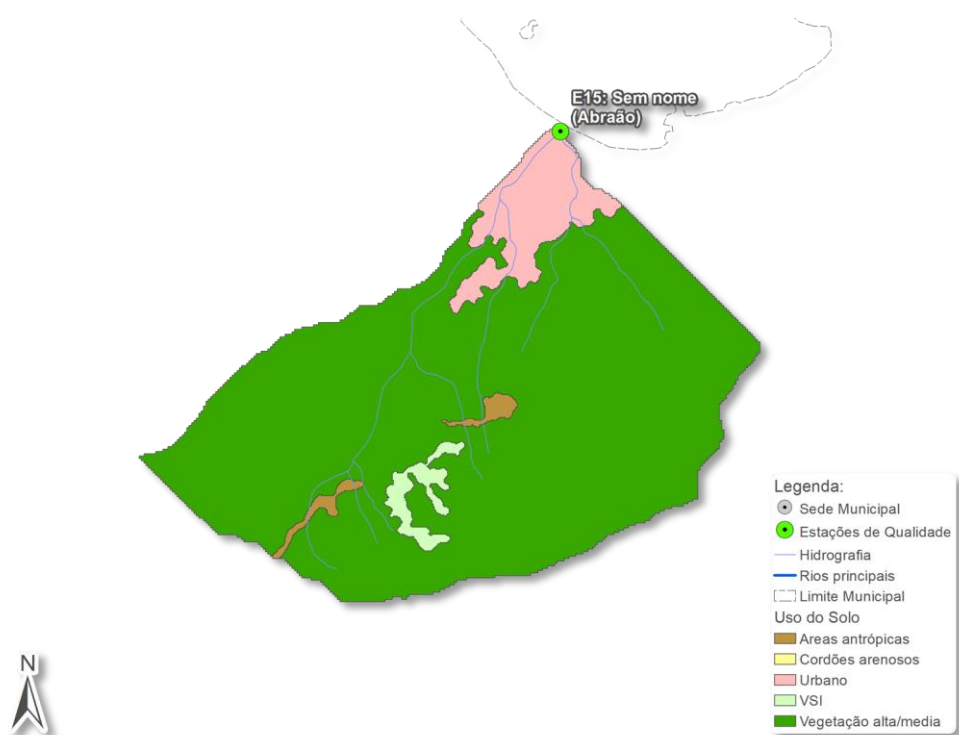 E15: Sem nome
(Abraão)
Legenda:
Sede Municipal
Estações de Qualidade
Hidrografia
Rios principais
Limite Municipal
Uso do Solo
Areas antrópicas
Cordões arenosos
Urbano
VSI
Vegetação alta/media
N